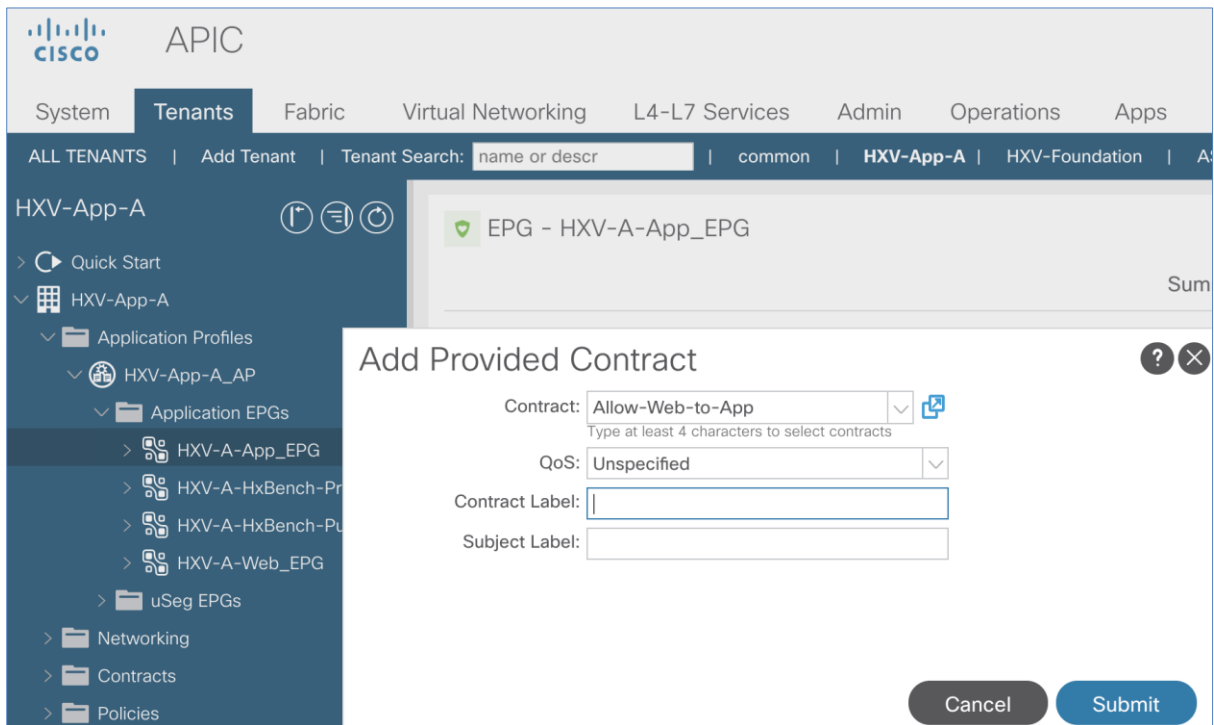 CISCO APIC
System Tenants Fabric Virtual Networking L4-L7 Services Admin Operations Apps
ALL TENANTS | Add Tenant | Tenant Search: name or descr | common | HXV-App-A | HXV-Foundation |
HXV-App-A
EPG - HXV-A-App_EPG
Quick Start
Sum
HXV-App-A
Application Profiles
Add Provided Contract
HXV-App-A_AP
Contract: Allow-Web-to-App
Type at least 4 characters to select contracts
Application EPGs
HXV-A-App_EPG
QoS: Unspecified
HXV-A-HxBench-Pr
Contract Label:
HXV-A-HxBench-Pu
Subject Label:
HXV-A-Web_EPG
uSeg EPGs
Networking
Contracts
Policies
Cancel Submit